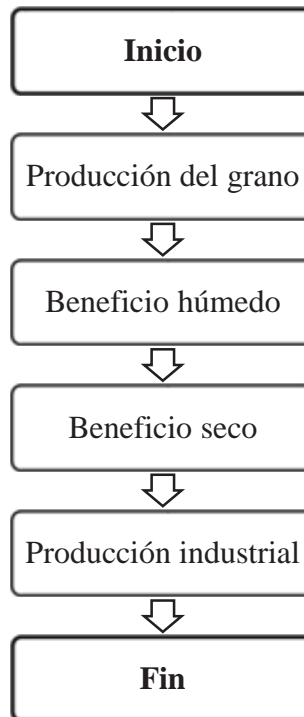 Inicio
Producción del grano
Beneficio húmedo
Beneficio seco
Producción industrial
Fin